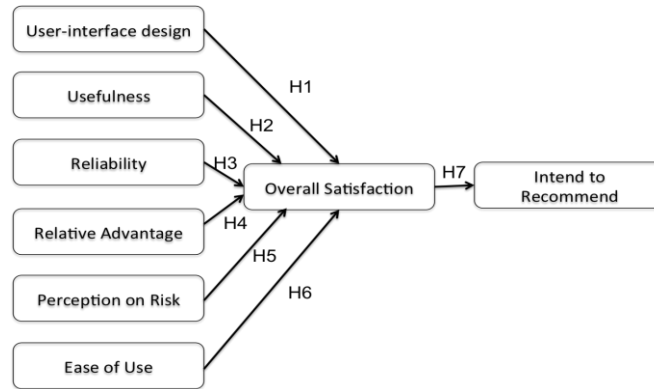 User-interface design
H1
Usefulness
H2
Reliability
H3
H7
Overall Satisfaction
Intend to
Recommend
H4
Relative Advantage
H5
Perception on Risk
H6
Ease of Use